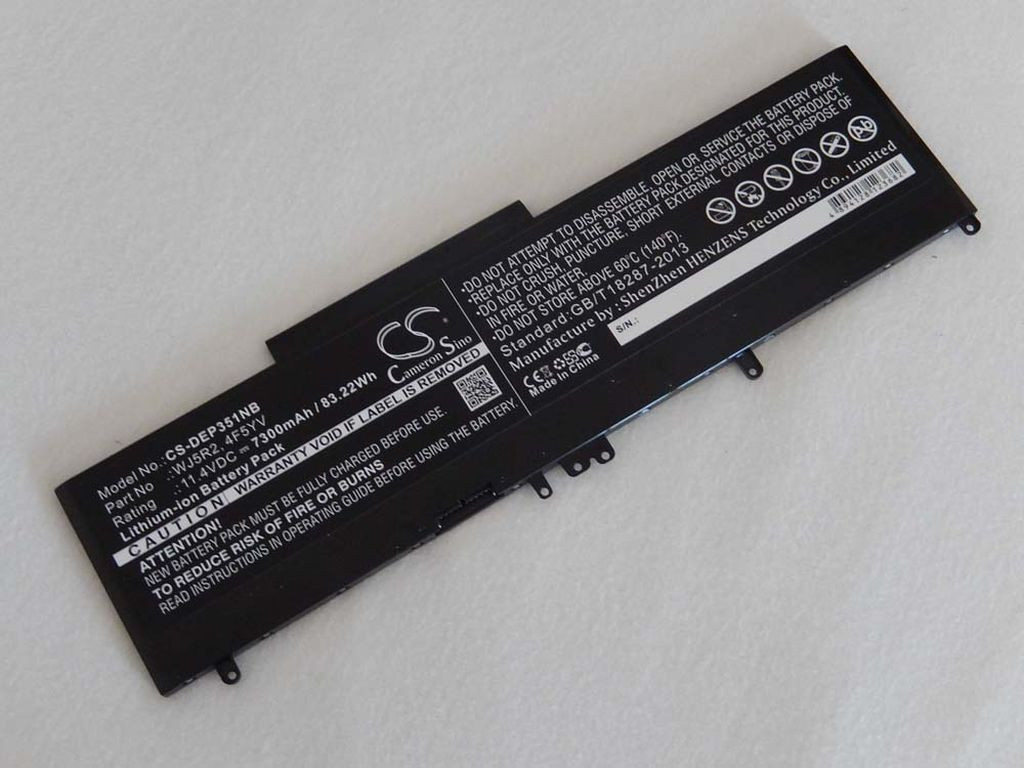 Model No.: CS-DEP351NB
Part No : WJ5R2, 4F5YV
Rating : 11.4VDC ⎓ 7300mAh / 83.22Wh
Lithium-ion Battery Pack
CS
Cameron Sino
CAUTION WARRANTY VOID IF LABEL IS REMOVED
ATTENTION!
NEW BATTERY PACK MUST BE FULLY CHARGED BEFORE USE.
TO REDUCE RISK OF FIRE OR BURNS
READ INSTRUCTIONS IN OPERATING GUIDE BEFORE USING THE BATTERY.
·DO NOT ATTEMPT TO DISASSEMBLE, OPEN OR SERVICE THE BATTERY PACK.
·REPLACE ONLY WITH THE BATTERY PACK DESIGNATED FOR THIS PRODUCT.
·DO NOT CRUSH, PUNCTURE, SHORT EXTERNAL CONTACTS OR DISPOSE OF
IN FIRE OR WATER.
·DO NOT STORE ABOVE 60°C (140°F).
Standard:GB/T18287-2013
Manufacture by : ShenZhen HENZENS Technology Co., Limited
CE
Made In China
S/N.: